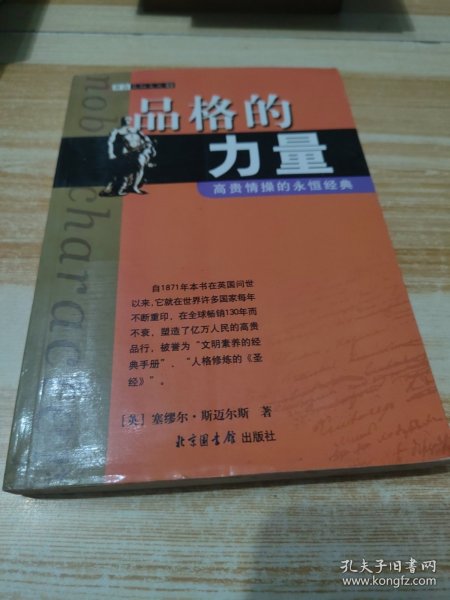 品格的
力量
高贵情操的永恒经典
noble character
自1871年本书在英国问世
以来，它就在世界许多国家每年
不断重印，在全球畅销130年而
不衰，塑造了亿万人民的高贵
品行，被誉为“文明素养的经
典手册”、“人格修炼的《圣
经》”。
[英] 塞缪尔·斯迈尔斯 著
北京图书馆出版社
孔夫子旧书网
www.kongfz.com